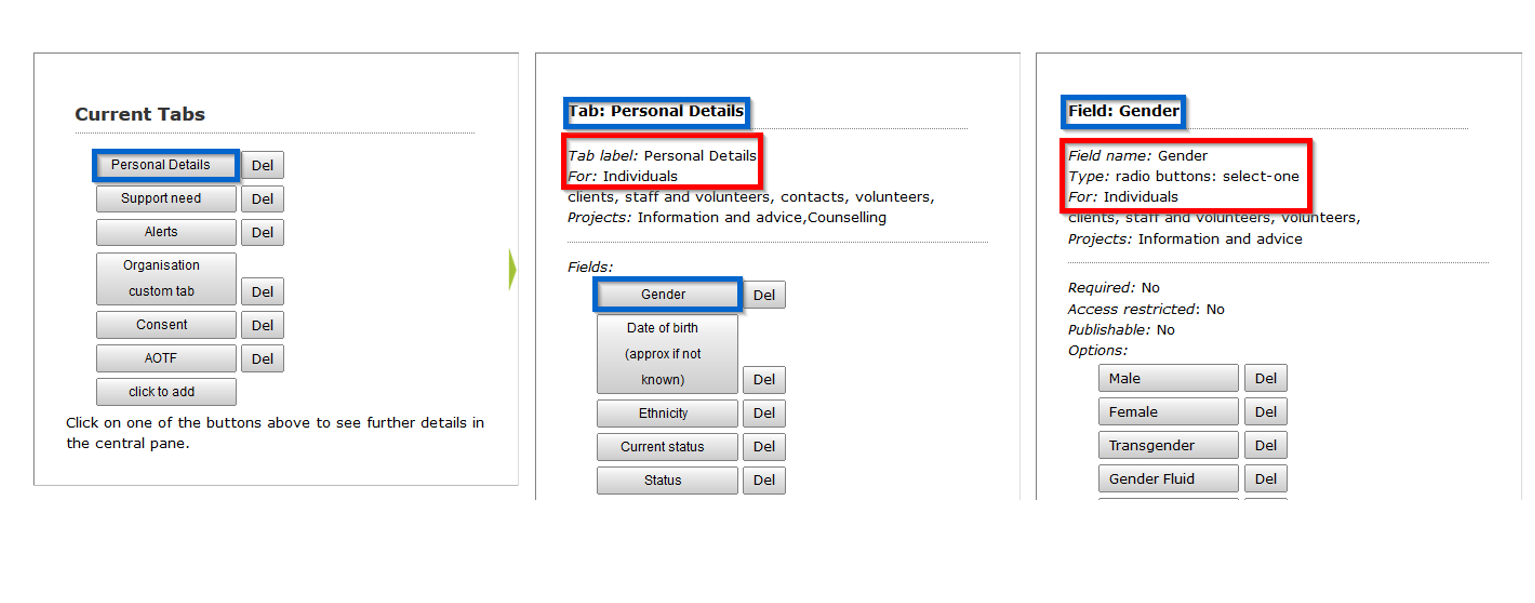 Current Tabs
Personal Details Del
Support need Del
Alerts Del
Organisation
custom tab Del
Consent Del
AOTF Del
click to add
Click on one of the buttons above to see further details in
the central pane.
Tab: Personal Details
Tab label: Personal Details
For: Individuals
clients, staff and volunteers, contacts, volunteers,
Projects: Information and advice,Counselling
Fields:
Gender Del
Date of birth
(approx if not
known) Del
Ethnicity Del
Current status Del
Status Del
Field: Gender
Field name: Gender
Type: radio buttons: select-one
For: Individuals
clients, staff and volunteers, volunteers,
Projects: Information and advice
Required: No
Access restricted: No
Publishable: No
Options:
Male Del
Female Del
Transgender Del
Gender Fluid Del